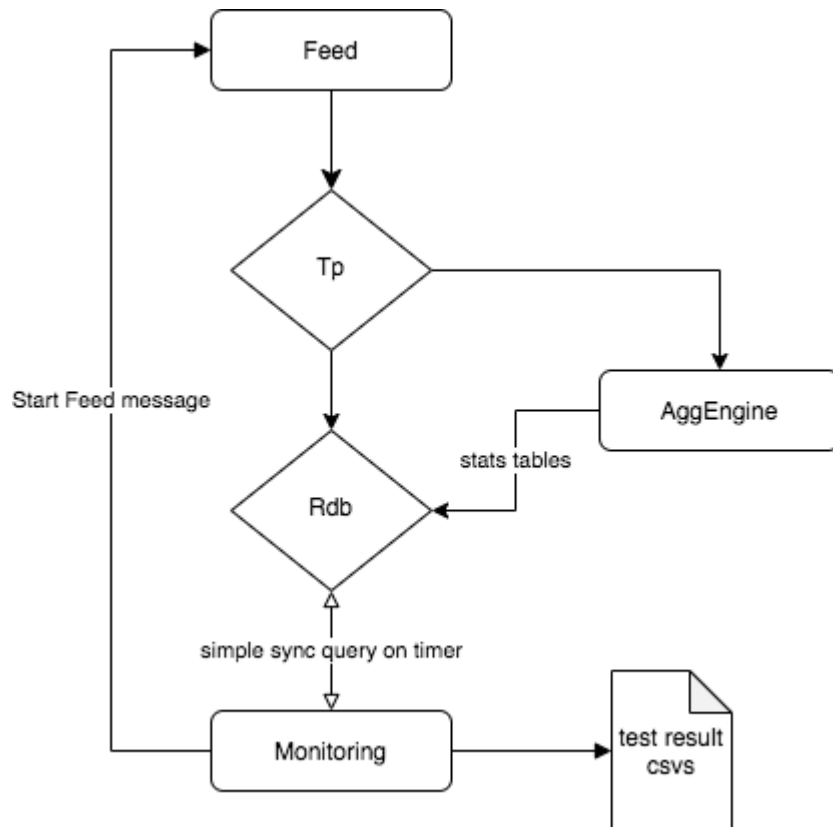 Feed
Tp
Start Feed message
AggEngine
stats tables
Rdb
simple sync query on timer
Monitoring
test result
csvs